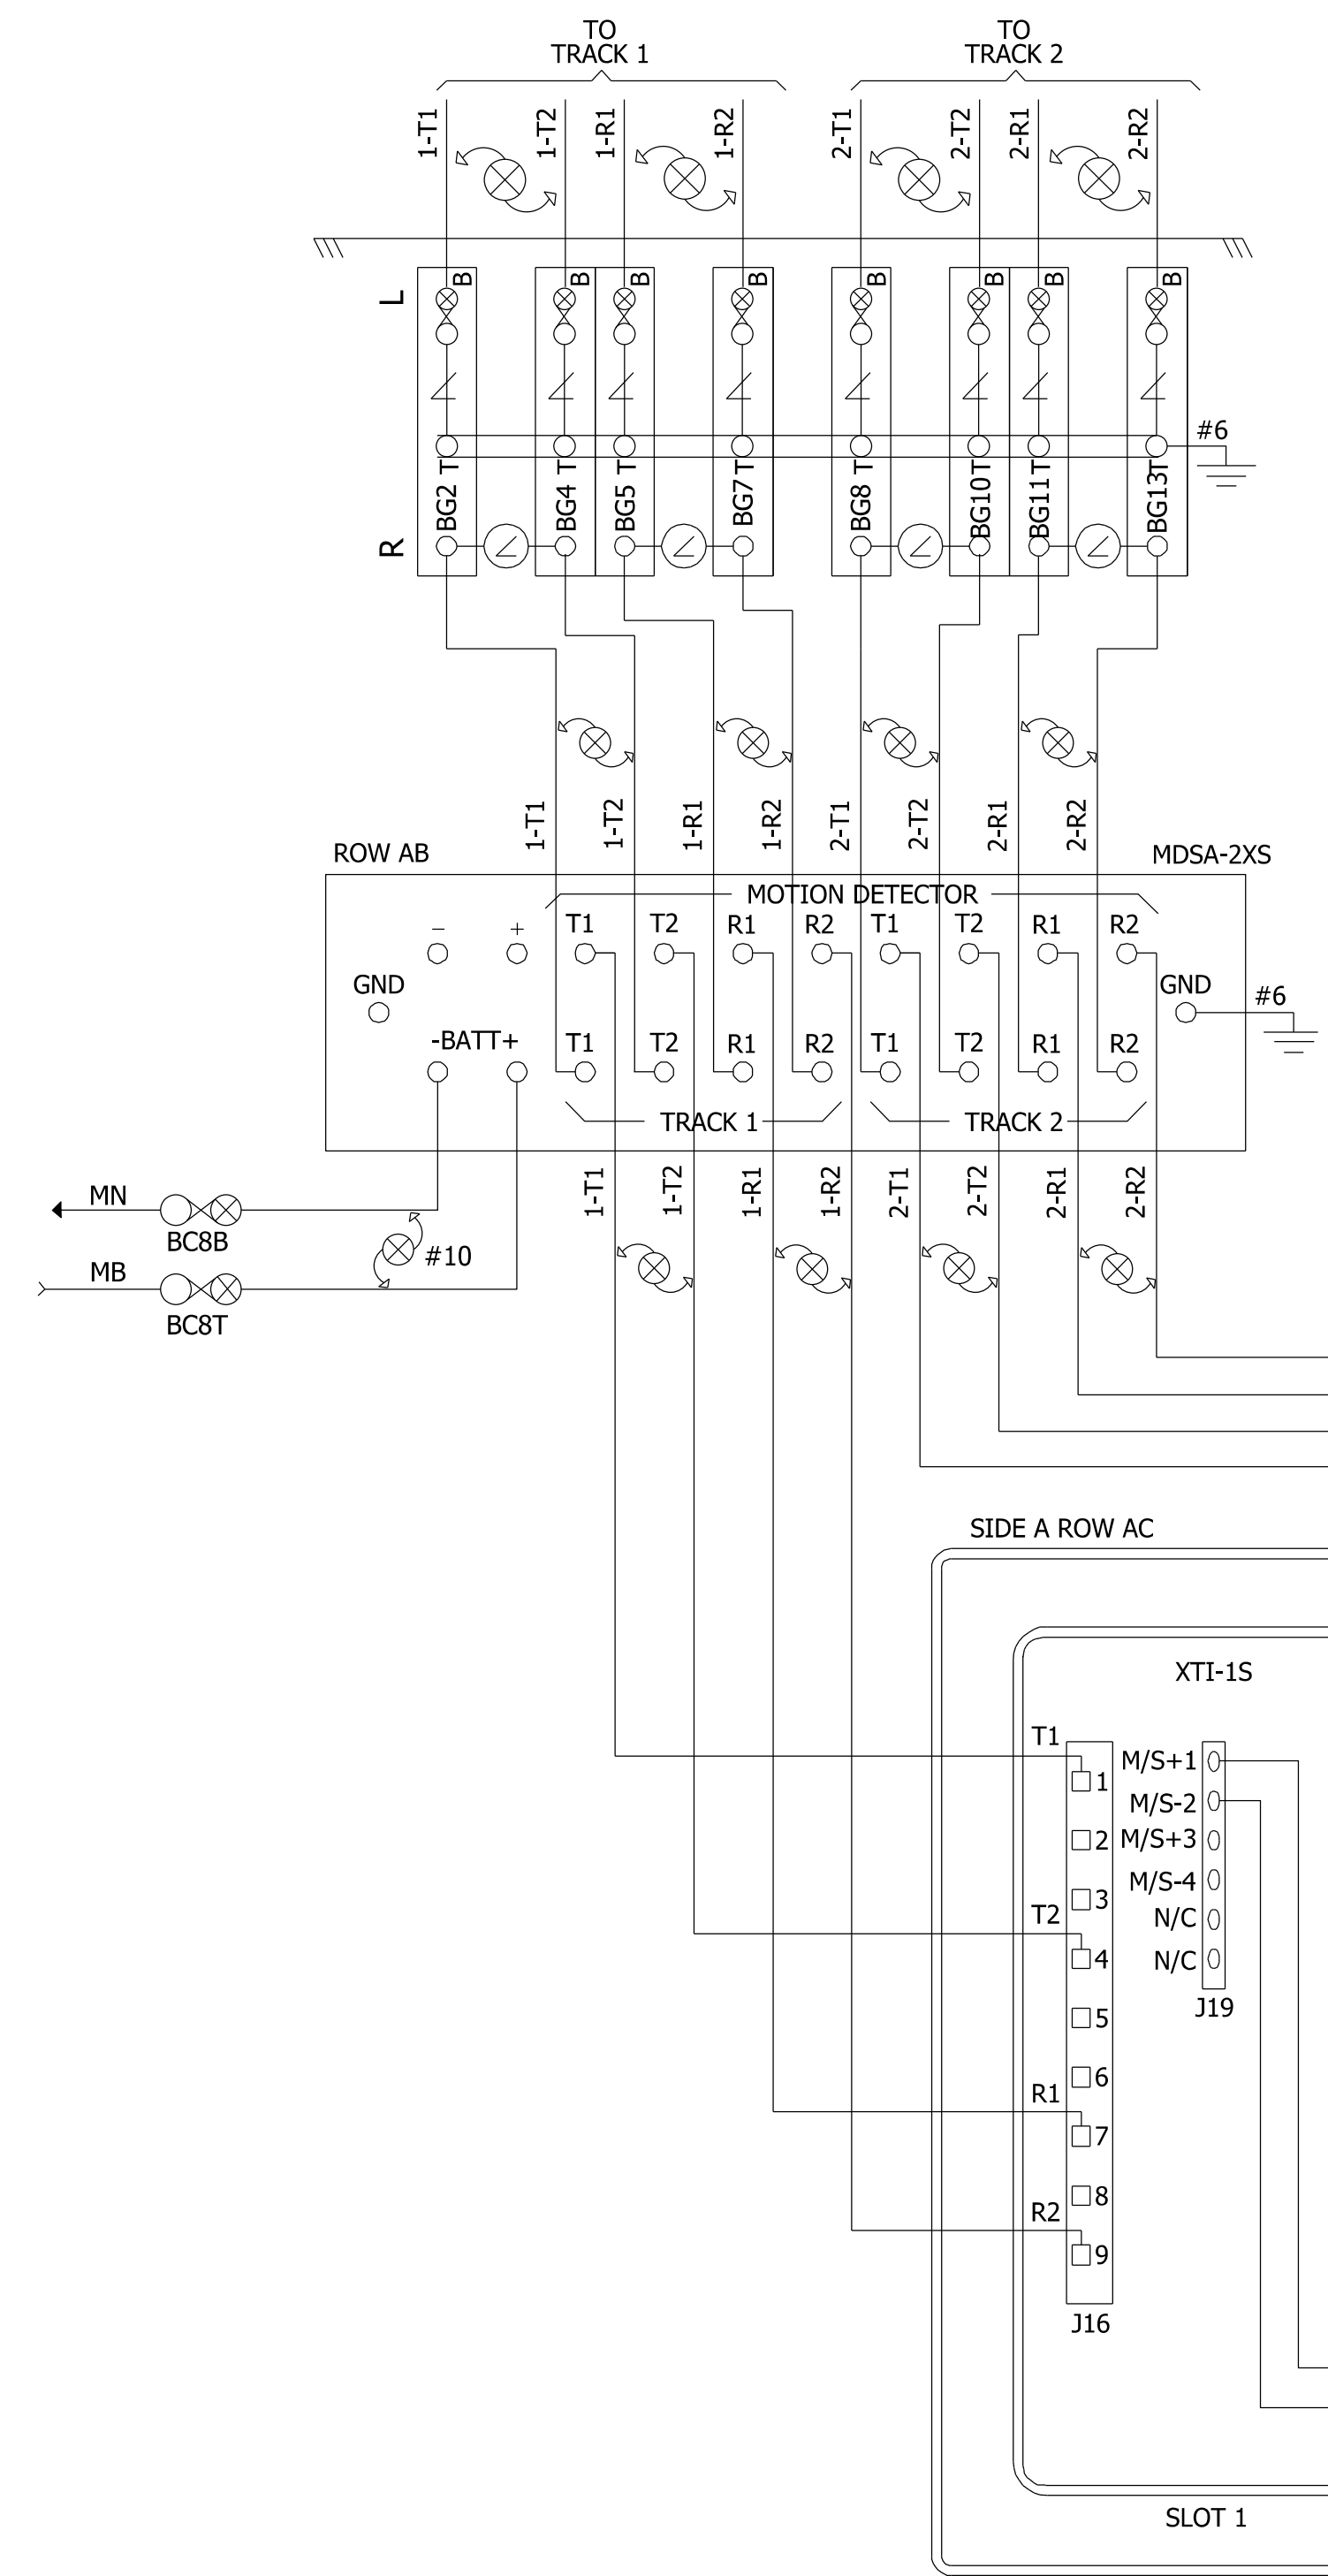 TO
TRACK 1
TO
TRACK 2
1-T1
1-T2
1-R1
1-R2
2-T1
2-T2
2-R1
2-R2
L
B
B
B
B
B
B
B
B
#6
R
BG2 T
BG4 T
BG5 T
BG7 T
BG8 T
BG10 T
BG11 T
BG13 T
1-T1
1-T2
1-R1
1-R2
2-T1
2-T2
2-R1
2-R2
ROW AB
MDSA-2XS
MOTION DETECTOR
- + T1 T2 R1 R2 T1 T2 R1 R2
GND
GND
#6
-BATT+ T1 T2 R1 R2 T1 T2 R1 R2
TRACK 1
TRACK 2
1-T1
1-T2
1-R1
1-R2
2-T1
2-T2
2-R1
2-R2
MN
BC8B
#10
MB
BC8T
SIDE A ROW AC
XTI-1S
T1
1
2
3
T2
4
5
6
R1
7
8
R2
9
J16
M/S+1
M/S-2
M/S+3
M/S-4
N/C
N/C
J19
SLOT 1